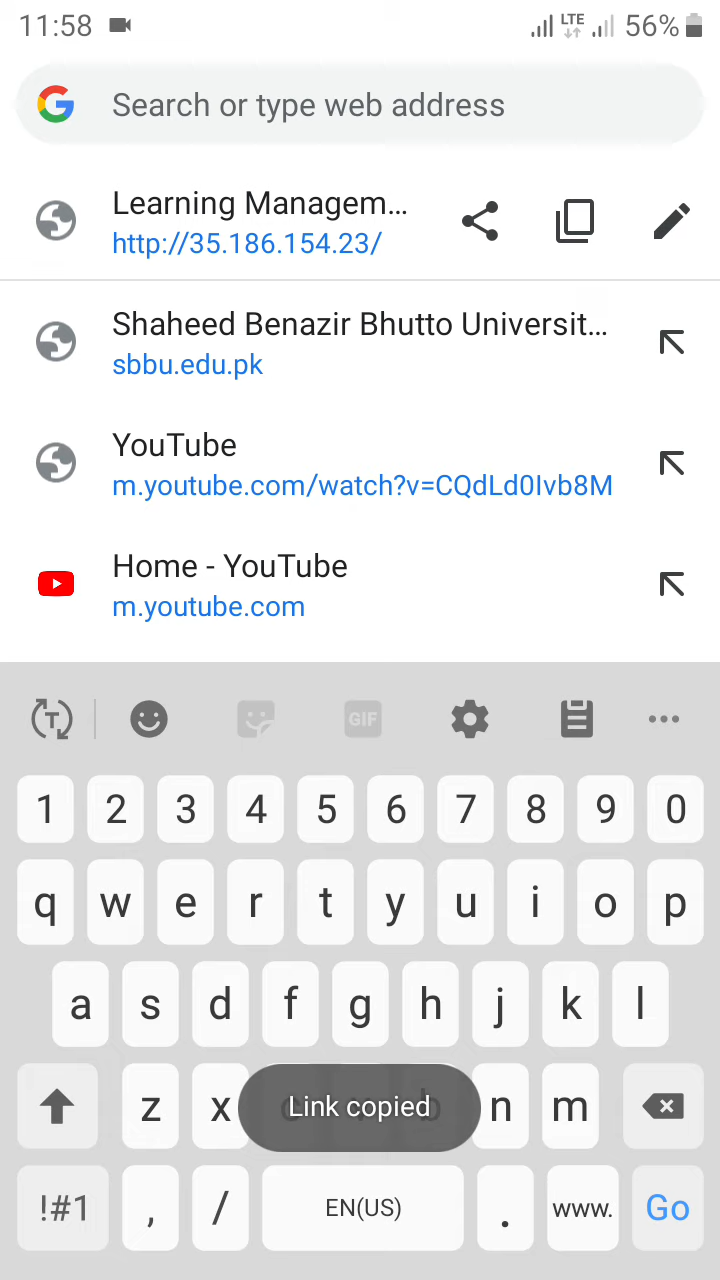 11:58 LTE 56%
Search or type web address
Learning Managem...
http://35.186.154.23/
Shaheed Benazir Bhutto Universit...
sbbu.edu.pk
YouTube
m.youtube.com/watch?v=CQdLd0Ivb8M
Home - YouTube
m.youtube.com
T GIF
1 2 3 4 5 6 7 8 9 0
q w e r t y u i o p
a s d f g h j k l
z x c v b n m
Link copied
!#1 , / EN(US) . www. Go